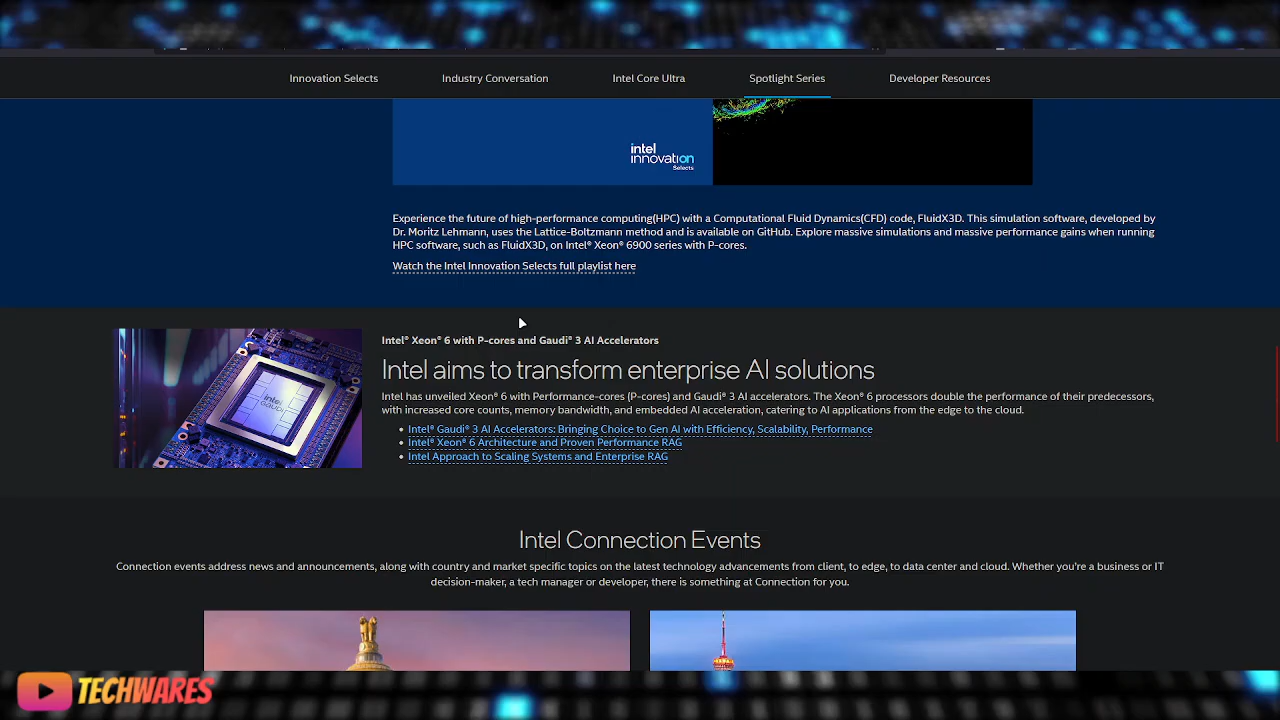 Innovation Selects
Industry Conversation
Intel Core Ultra
Spotlight Series
Developer Resources
intel
innovation
Selects
Experience the future of high-performance computing(HPC) with a Computational Fluid Dynamics(CFD) code, FluidX3D. This simulation software, developed by
Dr. Moritz Lehmann, uses the Lattice-Boltzmann method and is available on GitHub. Explore massive simulations and massive performance gains when running
HPC software, such as FluidX3D, on Intel® Xeon® 6900 series with P-cores.
Watch the Intel Innovation Selects full playlist here
intel
GAUDI
Intel® Xeon® 6 with P-cores and Gaudi® 3 AI Accelerators
Intel aims to transform enterprise AI solutions
Intel has unveiled Xeon® 6 with Performance-cores (P-cores) and Gaudi® 3 AI accelerators. The Xeon® 6 processors double the performance of their predecessors,
with increased core counts, memory bandwidth, and embedded AI acceleration, catering to AI applications from the edge to the cloud.
• Intel® Gaudi® 3 AI Accelerators: Bringing Choice to Gen AI with Efficiency, Scalability, Performance
• Intel® Xeon® 6 Architecture and Proven Performance RAG
• Intel Approach to Scaling Systems and Enterprise RAG
Intel Connection Events
Connection events address news and announcements, along with country and market specific topics on the latest technology advancements from client, to edge, to data center and cloud. Whether you're a business or IT
decision-maker, a tech manager or developer, there is something at Connection for you.
TECHWARES